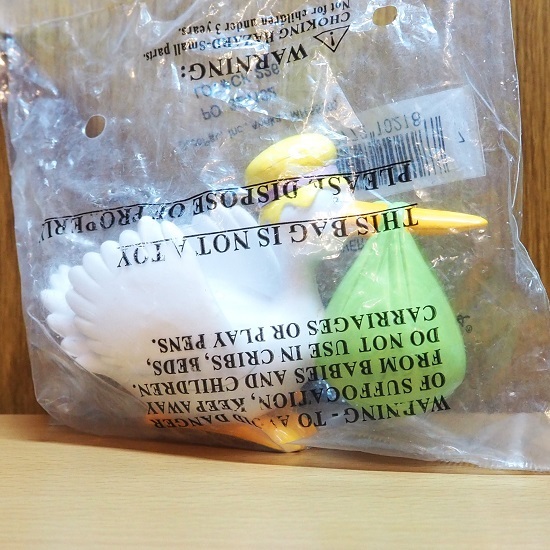 WARNING - TO AVOID DANGER
OF SUFFOCATION, KEEP AWAY
FROM BABIES AND CHILDREN.
DO NOT USE IN CRIBS, BEDS,
CARRIAGES OR PLAY PENS.
THIS BAG IS NOT A TOY
PLEASE DISPOSE OF PROPERLY
7
10216
WARNING:
CHOKING HAZARD-Small parts.
Not for children under 3 years.